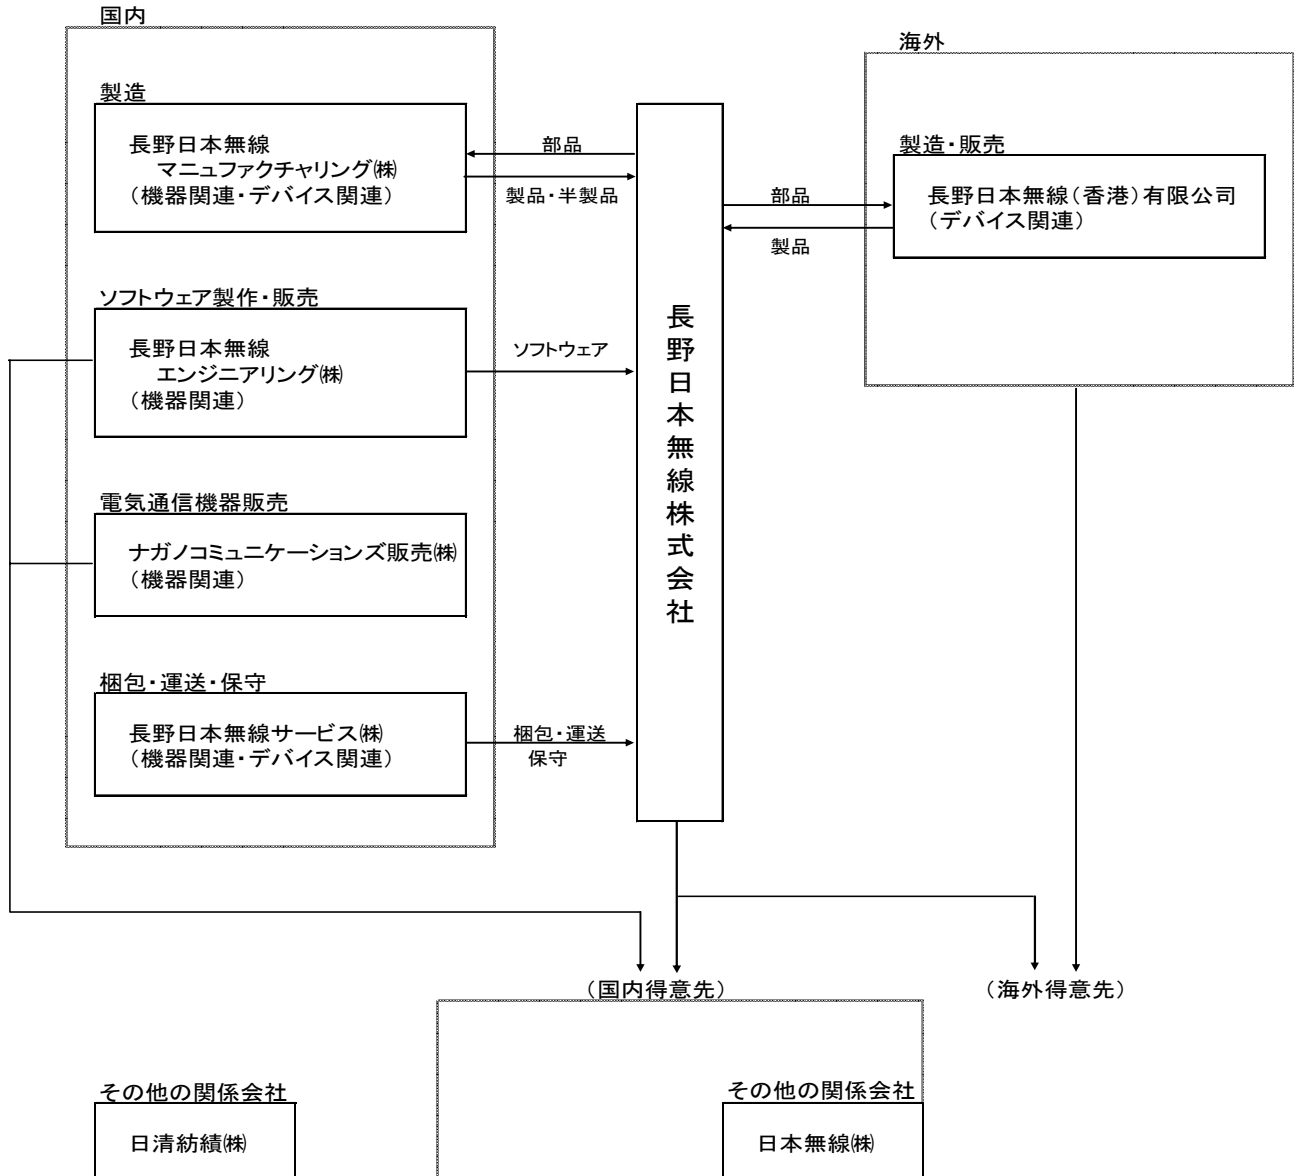 国内
製造
長野日本無線
マニュファクチャリング㈱
（機器関連・デバイス関連）
ソフトウェア製作・販売
長野日本無線
エンジニアリング㈱
（機器関連）
電気通信機器販売
ナガノコミュニケーションズ販売㈱
（機器関連）
梱包・運送・保守
長野日本無線サービス㈱
（機器関連・デバイス関連）
部品
製品・半製品
ソフトウェア
梱包・運送
保守
長野日本無線株式会社
部品
製品
海外
製造・販売
長野日本無線（香港）有限公司
（デバイス関連）
（国内得意先）
（海外得意先）
その他の関係会社
日清紡績㈱
その他の関係会社
日本無線㈱